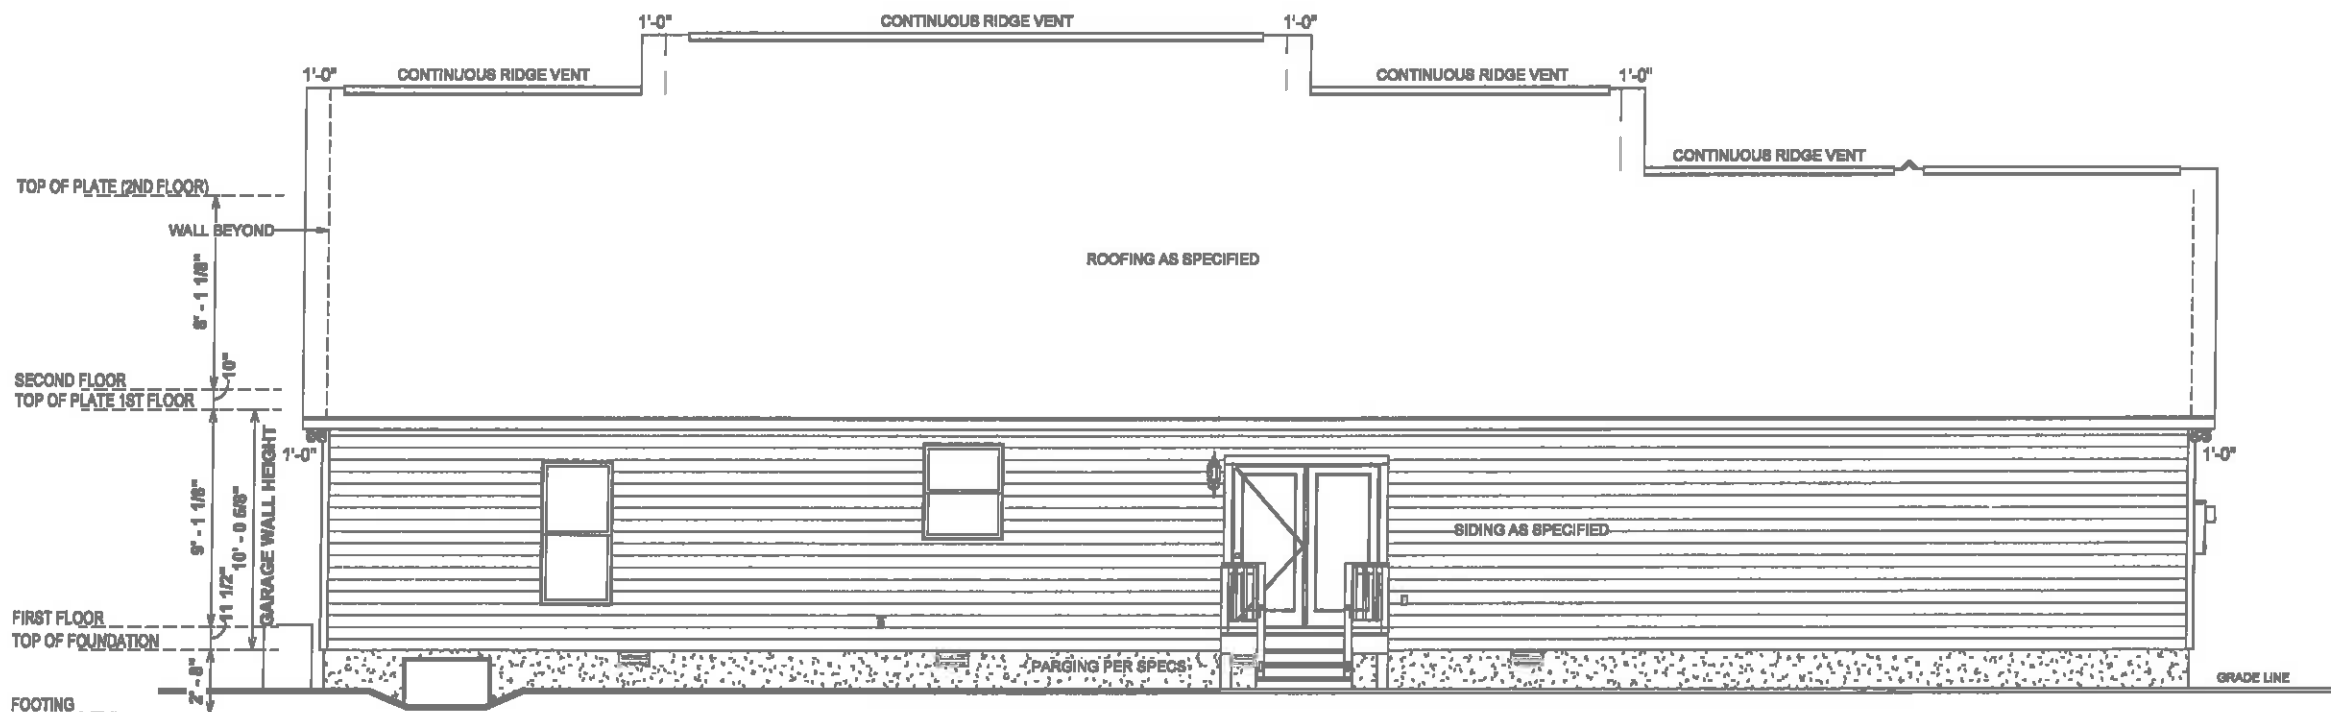 1'-0"
CONTINUOUS RIDGE VENT
1'-0"
1'-0"
CONTINUOUS RIDGE VENT
CONTINUOUS RIDGE VENT
1'-0"
CONTINUOUS RIDGE VENT
TOP OF PLATE (2ND FLOOR)
WALL BEYOND
ROOFING AS SPECIFIED
8' - 1 1/8"
10"
SECOND FLOOR
TOP OF PLATE 1ST FLOOR
1'-0"
1'-0"
9' - 1 1/8"
11 1/2"
10' - 0 5/8"
GARAGE WALL HEIGHT
SIDING AS SPECIFIED
FIRST FLOOR
TOP OF FOUNDATION
PARGING PER SPECS
2' - 8"
GRADE LINE
FOOTING